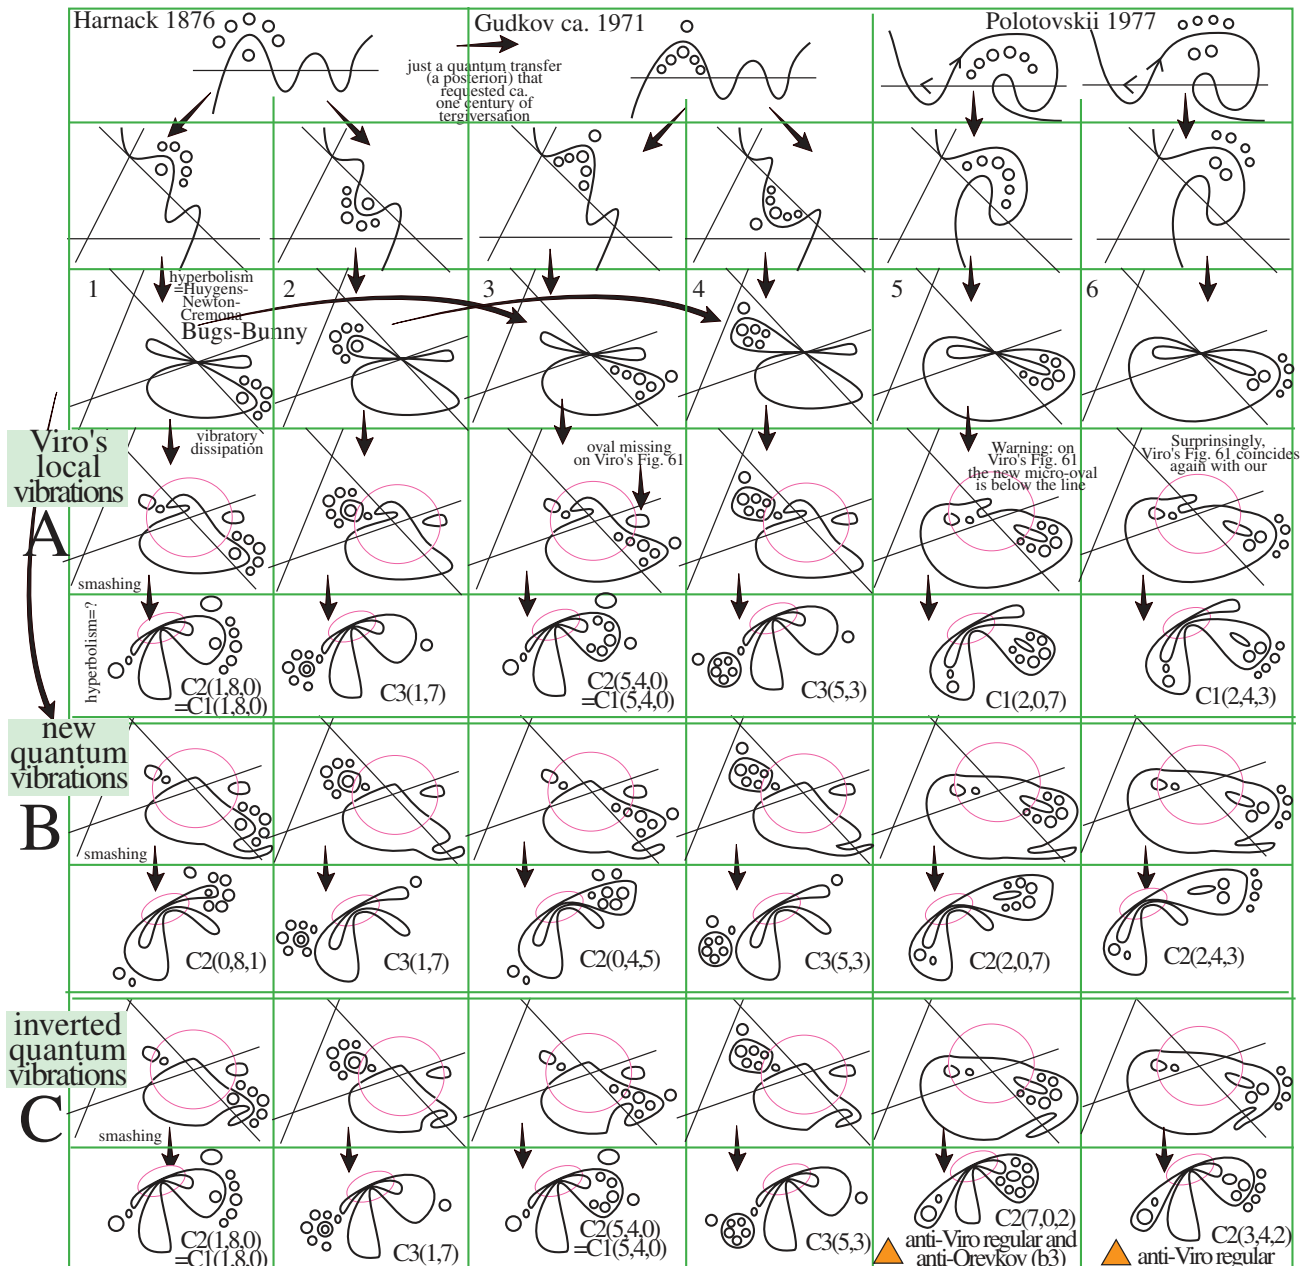 Harnack 1876
Gudkov ca. 1971
Polotovskii 1977
just a quantum transfer
(a posteriori) that
requested ca.
one century of
tergiversation
1
hyperbolism
=Huygens-
Newton-
Cremona
Bugs-Bunny
2
3
4
5
6
Viro's
local
vibrations
A
vibratory
dissipation
oval missing
on Viro's Fig. 61
Warning: on
Viro's Fig. 61
the new micro-oval
is below the line
Surprinsingly,
Viro's Fig. 61 coincides
again with our
smashing
hyperbolism=?
C2(1,8,0)
=C1(1,8,0)
C3(1,7)
C2(5,4,0)
=C1(5,4,0)
C3(5,3)
C1(2,0,7)
C1(2,4,3)
new
quantum
vibrations
B
smashing
C2(0,8,1)
C3(1,7)
C2(0,4,5)
C3(5,3)
C2(2,0,7)
C2(2,4,3)
inverted
quantum
vibrations
C
smashing
C2(1,8,0)
=C1(1,8,0)
C3(1,7)
C2(5,4,0)
=C1(5,4,0)
C3(5,3)
C2(7,0,2)
anti-Viro regular and
anti-Orevkov (b3)
C2(3,4,2)
anti-Viro regular